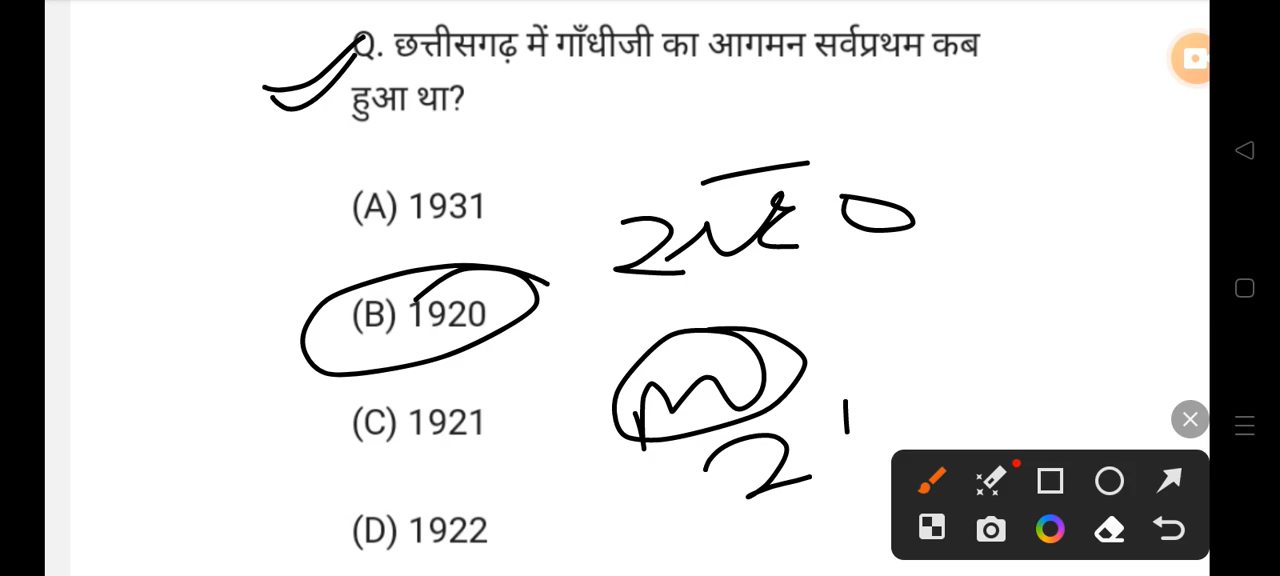 Q. छत्तीसगढ़ में गाँधीजी का आगमन सर्वप्रथम कब
हुआ था?
(A) 1931
(B) 1920
(C) 1921
(D) 1922